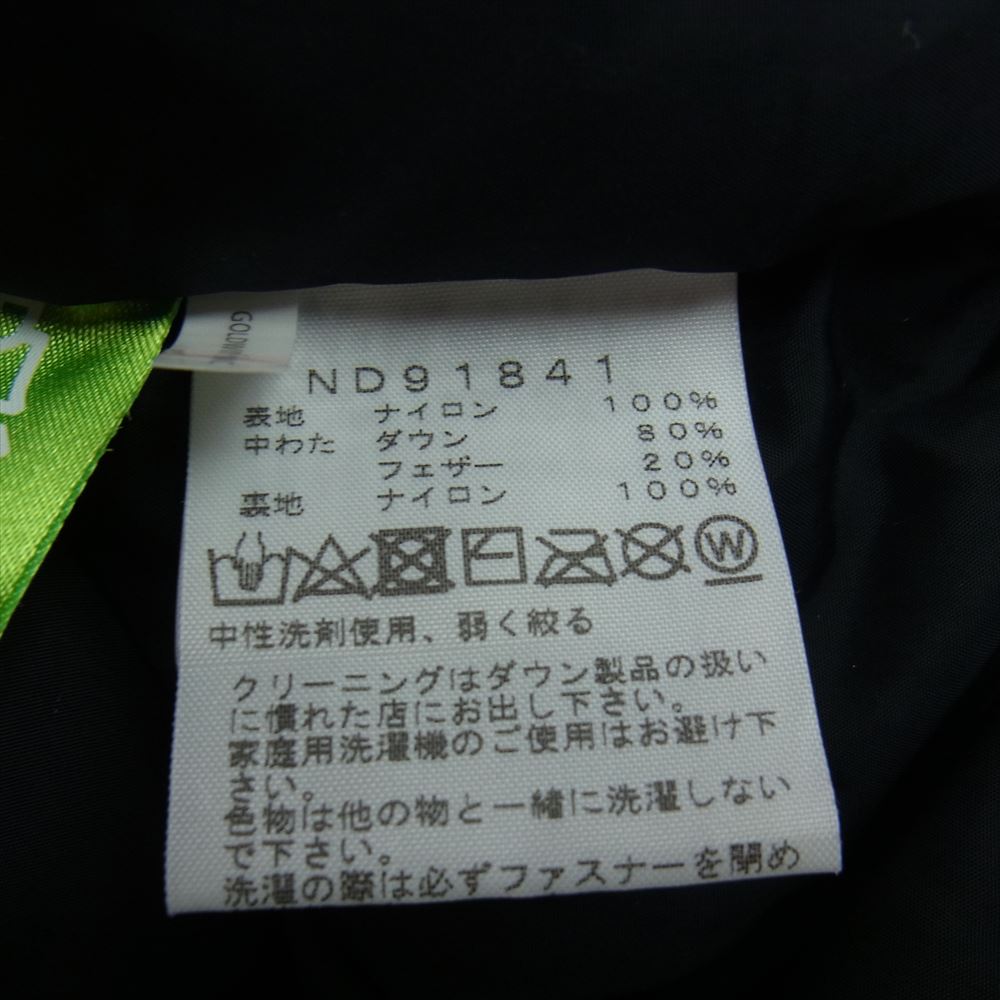 GOLDWIN
ND91841
表地 ナイロン 100%
中わた ダウン 80%
フェザー 20%
裏地 ナイロン 100%
W
中性洗剤使用、弱く絞る
クリーニングはダウン製品の扱い
に慣れた店にお出し下さい。
家庭用洗濯機のご使用はお避け下
さい。
色物は他の物と一緒に洗濯しない
で下さい。
洗濯の際は必ずファスナーを閉め